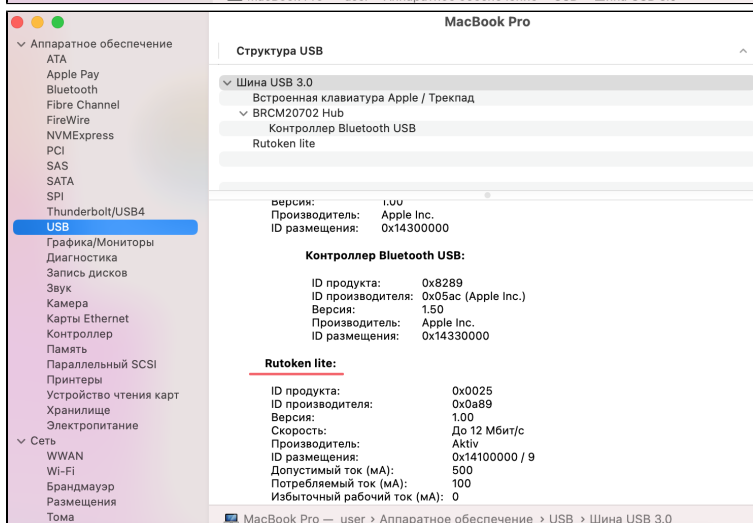 MacBook Pro
Аппаратное обеспечение
ATA
Apple Pay
Bluetooth
Fibre Channel
FireWire
NVMExpress
PCI
SAS
SATA
SPI
Thunderbolt/USB4
USB
Графика/Мониторы
Диагностика
Запись дисков
Звук
Камера
Карты Ethernet
Контроллер
Память
Параллельный SCSI
Принтеры
Устройство чтения карт
Хранилище
Электропитание
Сеть
WWAN
Wi-Fi
Брандмауэр
Размещения
Тома
Структура USB
Шина USB 3.0
Встроенная клавиатура Apple / Трекпад
BRCM20702 Hub
Контроллер Bluetooth USB
Rutoken lite
Версия: 1.00
Производитель: Apple Inc.
ID размещения: 0x14300000
Контроллер Bluetooth USB:
ID продукта: 0x8289
ID производителя: 0x05ac (Apple Inc.)
Версия: 1.50
Производитель: Apple Inc.
ID размещения: 0x14330000
Rutoken lite:
ID продукта: 0x0025
ID производителя: 0x0a89
Версия: 1.00
Скорость: До 12 Мбит/с
Производитель: Aktiv
ID размещения: 0x14100000 / 9
Допустимый ток (мА): 500
Потребляемый ток (мА): 100
Избыточный рабочий ток (мА): 0
MacBook Pro — user › Аппаратное обеспечение › USB › Шина USB 3.0